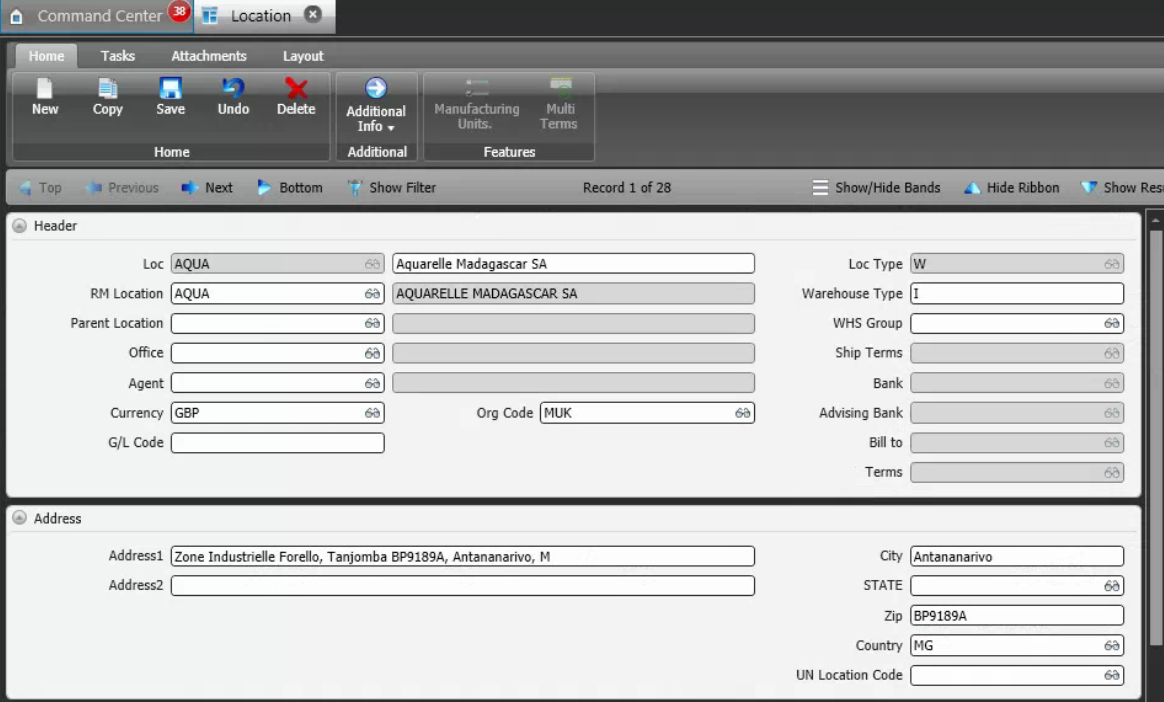 Command Center 38 Location
Home Tasks Attachments Layout
New Copy Save Undo Delete Additional Info Manufacturing Units. Multi Terms
Home Additional Features
Top Previous Next Bottom Show Filter Record 1 of 28 Show/Hide Bands Hide Ribbon Show
Header
Loc AQUA Aquarelle Madagascar SA Loc Type W
RM Location AQUA AQUARELLE MADAGASCAR SA Warehouse Type I
Parent Location WHS Group
Office Ship Terms
Agent Bank
Currency GBP Org Code MUK Advising Bank
G/L Code Bill to
Terms
Address
Address1 Zone Industrielle Forello, Tanjomba BP9189A, Antananarivo, M City Antananarivo
Address2 STATE
Zip BP9189A
Country MG
UN Location Code